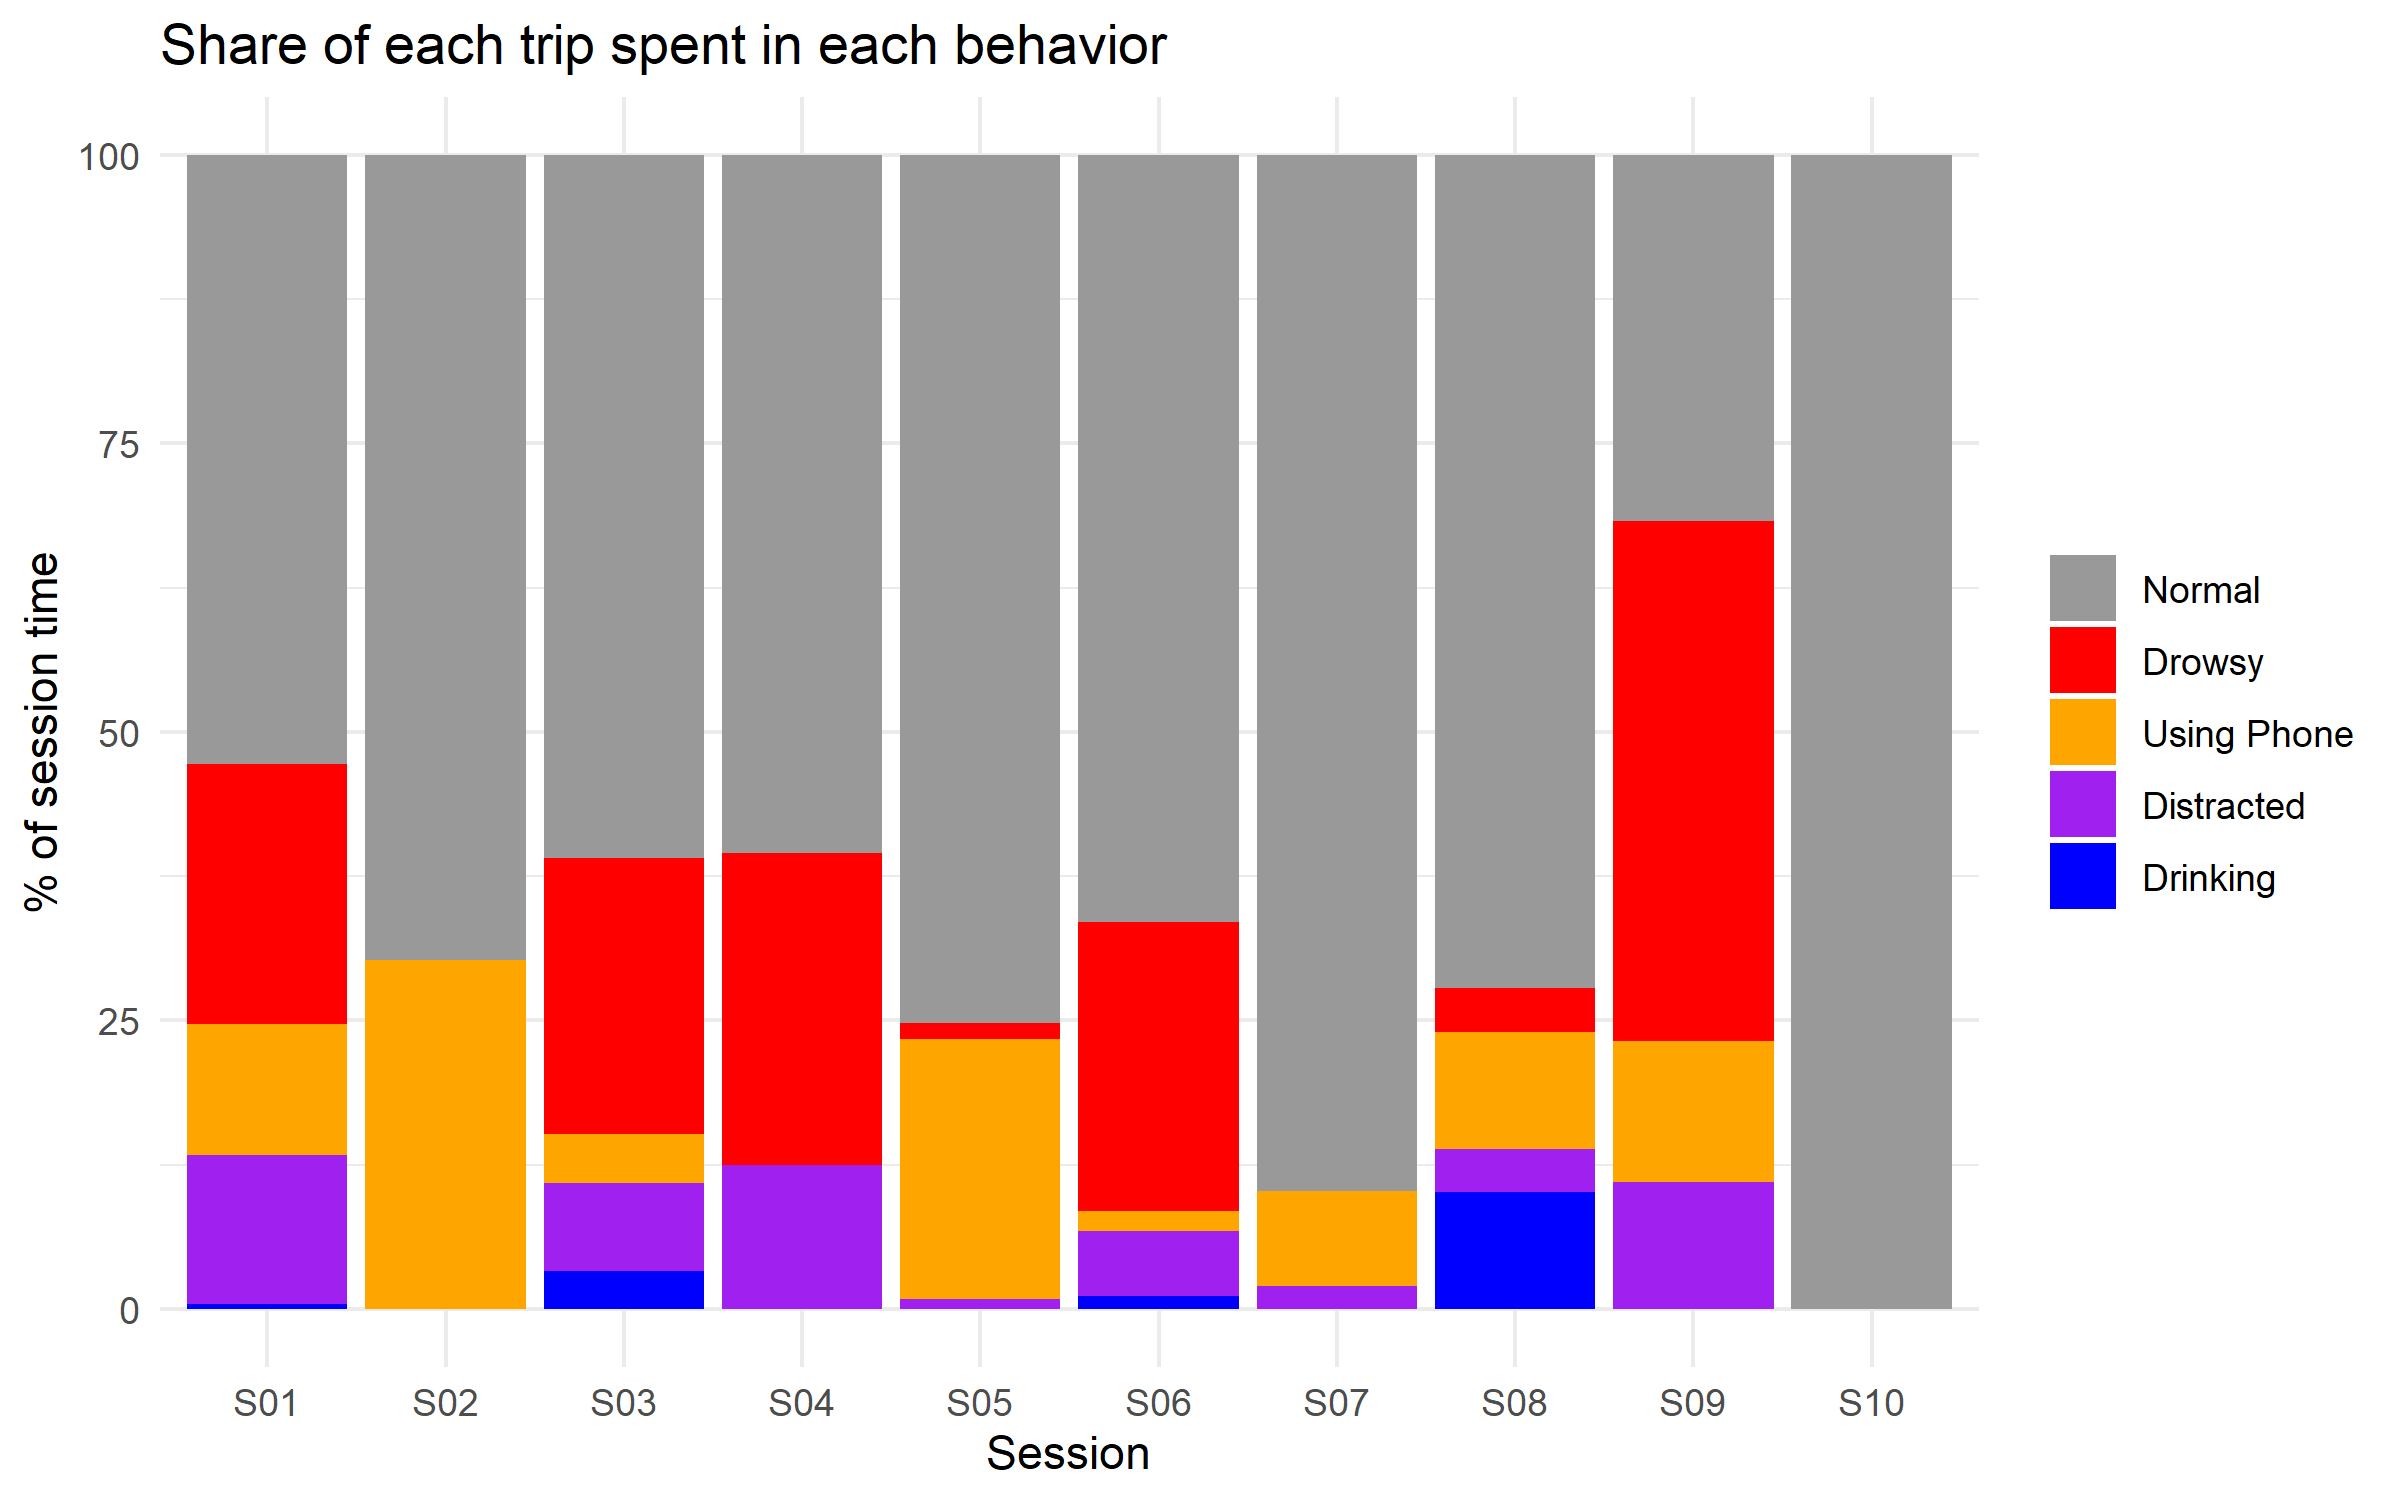 Share of each trip spent in each behavior
% of session time
100
75
50
25
0
S01 S02 S03 S04 S05 S06 S07 S08 S09 S10
Session
Normal
Drowsy
Using Phone
Distracted
Drinking